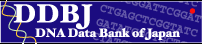 DDBJ
DNA Data Bank of Japan